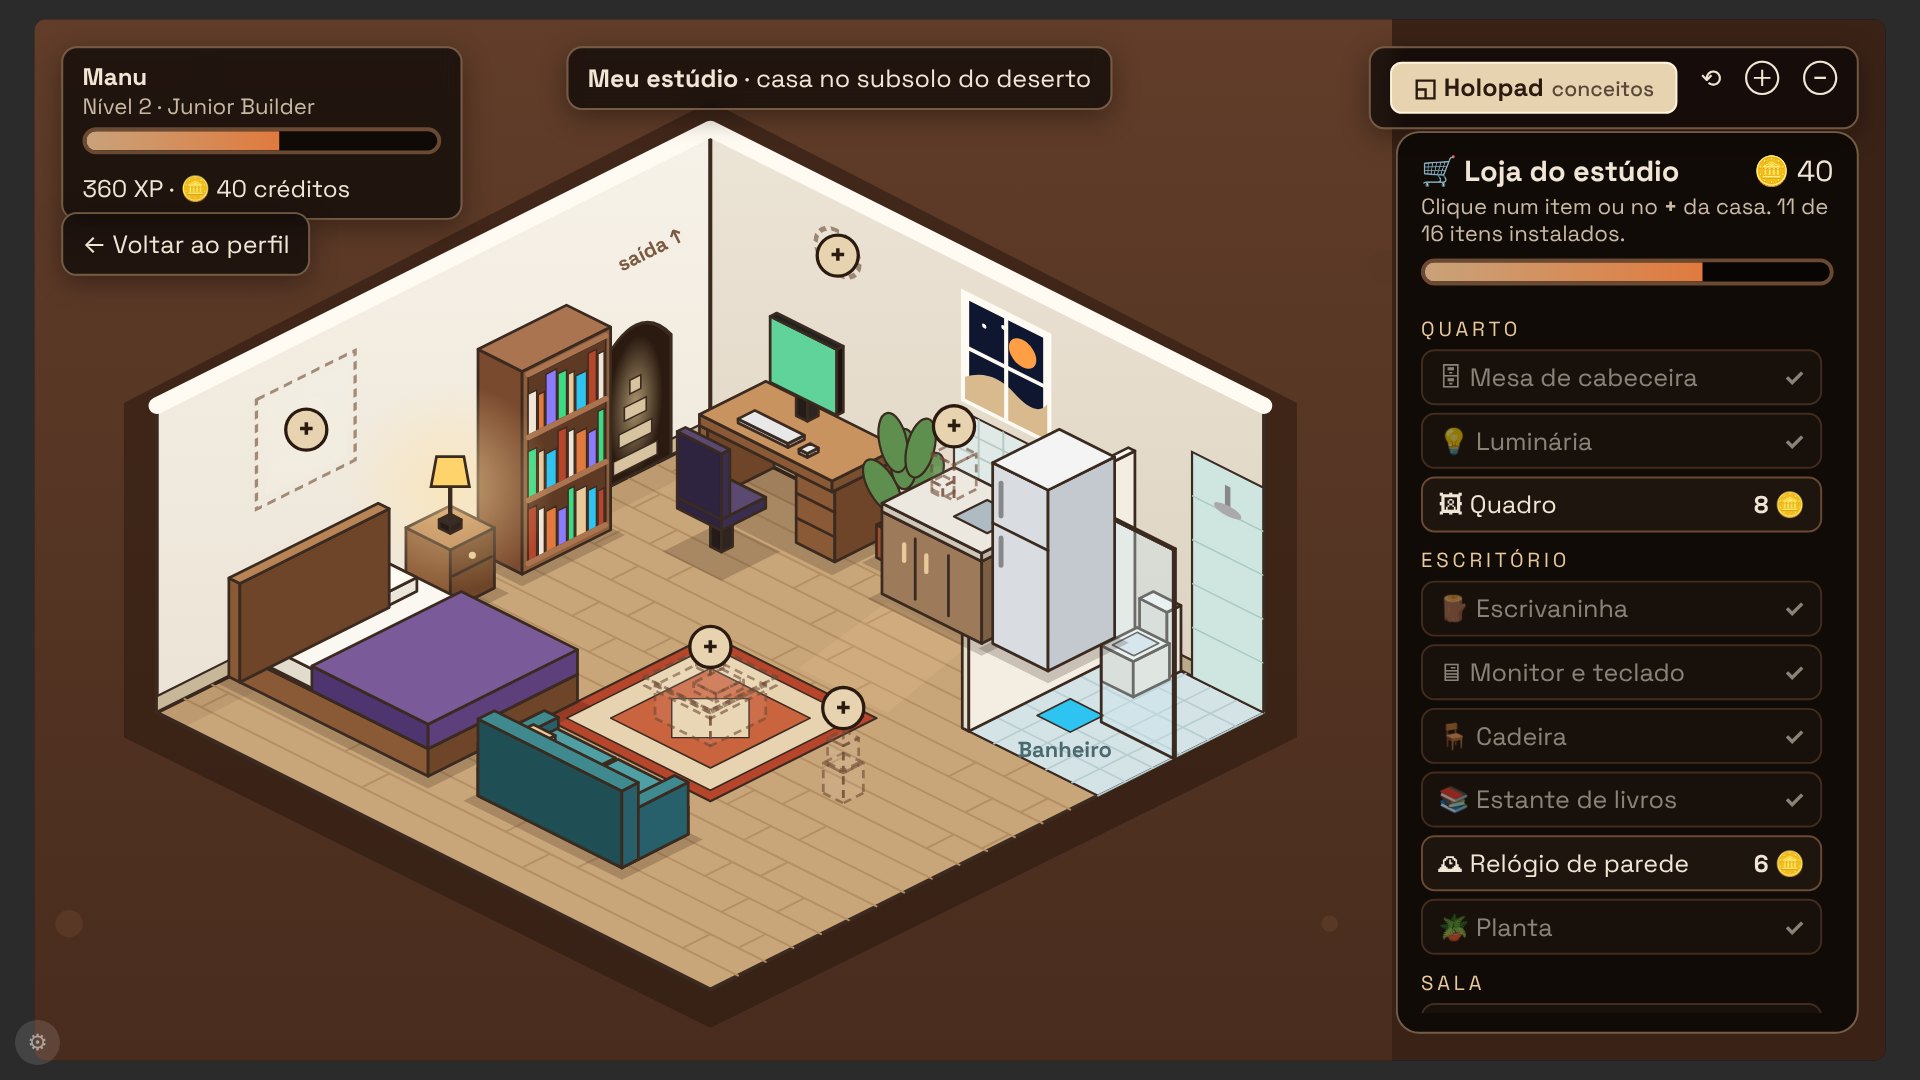 Manu
Nível 2 · Junior Builder
360 XP · 40 créditos
← Voltar ao perfil
Meu estúdio · casa no subsolo do deserto
Holopad conceitos
saída ↑
Banheiro
Loja do estúdio 40
Clique num item ou no + da casa. 11 de
16 itens instalados.
QUARTO
Mesa de cabeceira ✓
Luminária ✓
Quadro 8
ESCRITÓRIO
Escrivaninha ✓
Monitor e teclado ✓
Cadeira ✓
Estante de livros ✓
Relógio de parede 6
Planta ✓
SALA